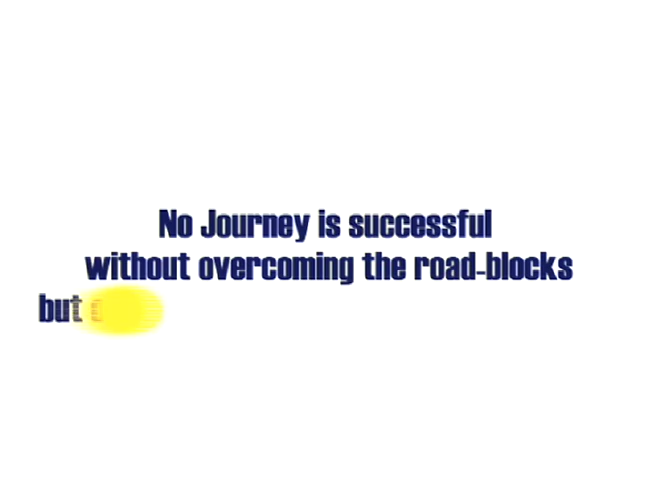 No Journey is successful
without overcoming the road-blocks
but